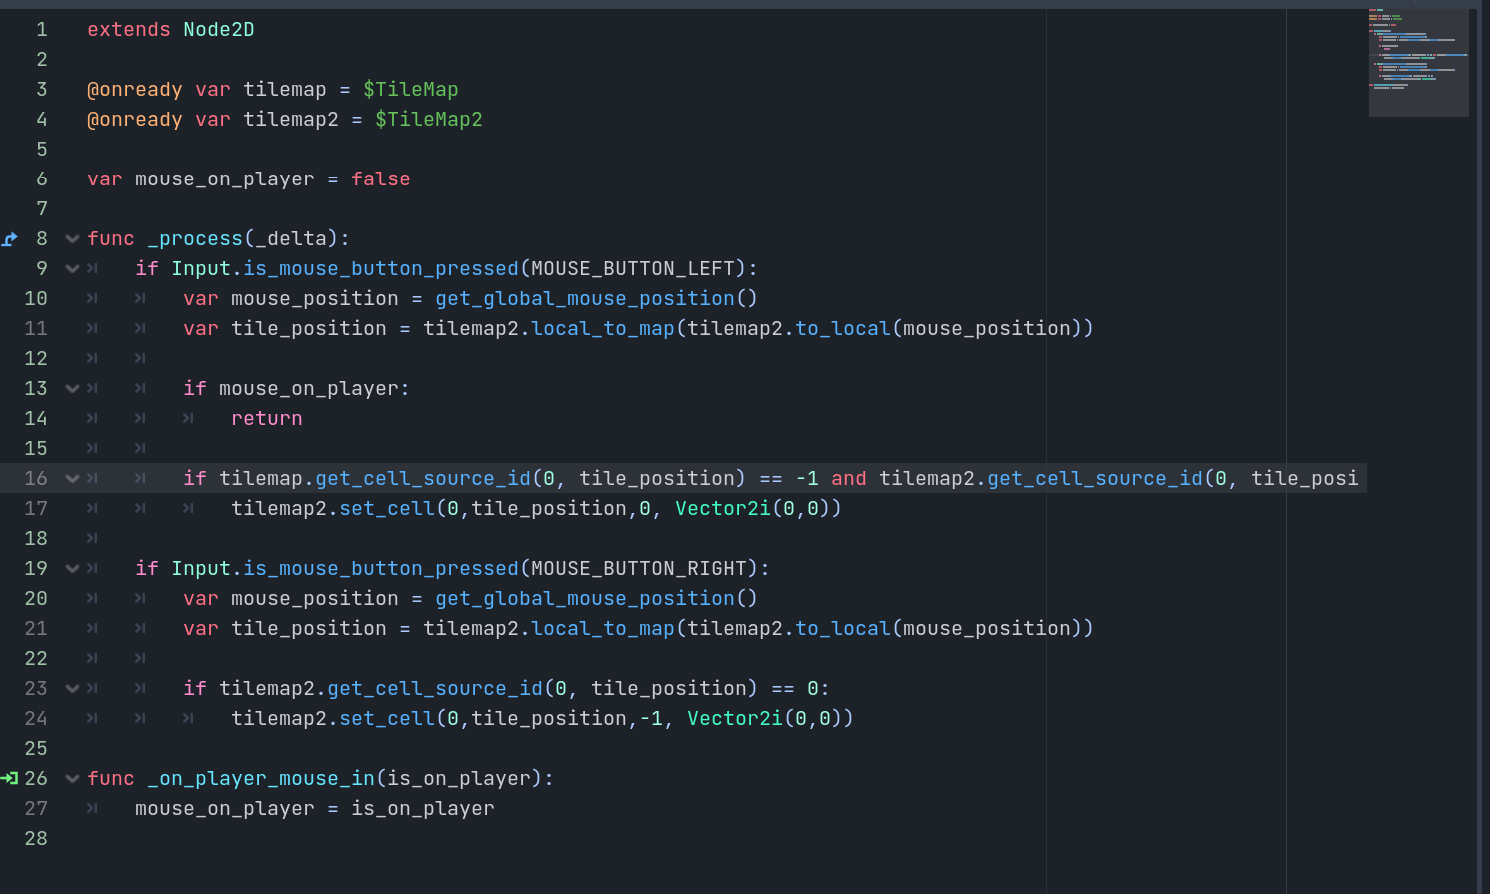 1 extends Node2D
2
3 @onready var tilemap = $TileMap
4 @onready var tilemap2 = $TileMap2
5
6 var mouse_on_player = false
7
8 func _process(_delta):
9 if Input.is_mouse_button_pressed(MOUSE_BUTTON_LEFT):
10 var mouse_position = get_global_mouse_position()
11 var tile_position = tilemap2.local_to_map(tilemap2.to_local(mouse_position))
12
13 if mouse_on_player:
14 return
15
16 if tilemap.get_cell_source_id(0, tile_position) == -1 and tilemap2.get_cell_source_id(0, tile_posi
17 tilemap2.set_cell(0,tile_position,0, Vector2i(0,0))
18
19 if Input.is_mouse_button_pressed(MOUSE_BUTTON_RIGHT):
20 var mouse_position = get_global_mouse_position()
21 var tile_position = tilemap2.local_to_map(tilemap2.to_local(mouse_position))
22
23 if tilemap2.get_cell_source_id(0, tile_position) == 0:
24 tilemap2.set_cell(0,tile_position,-1, Vector2i(0,0))
25
26 func _on_player_mouse_in(is_on_player):
27 mouse_on_player = is_on_player
28